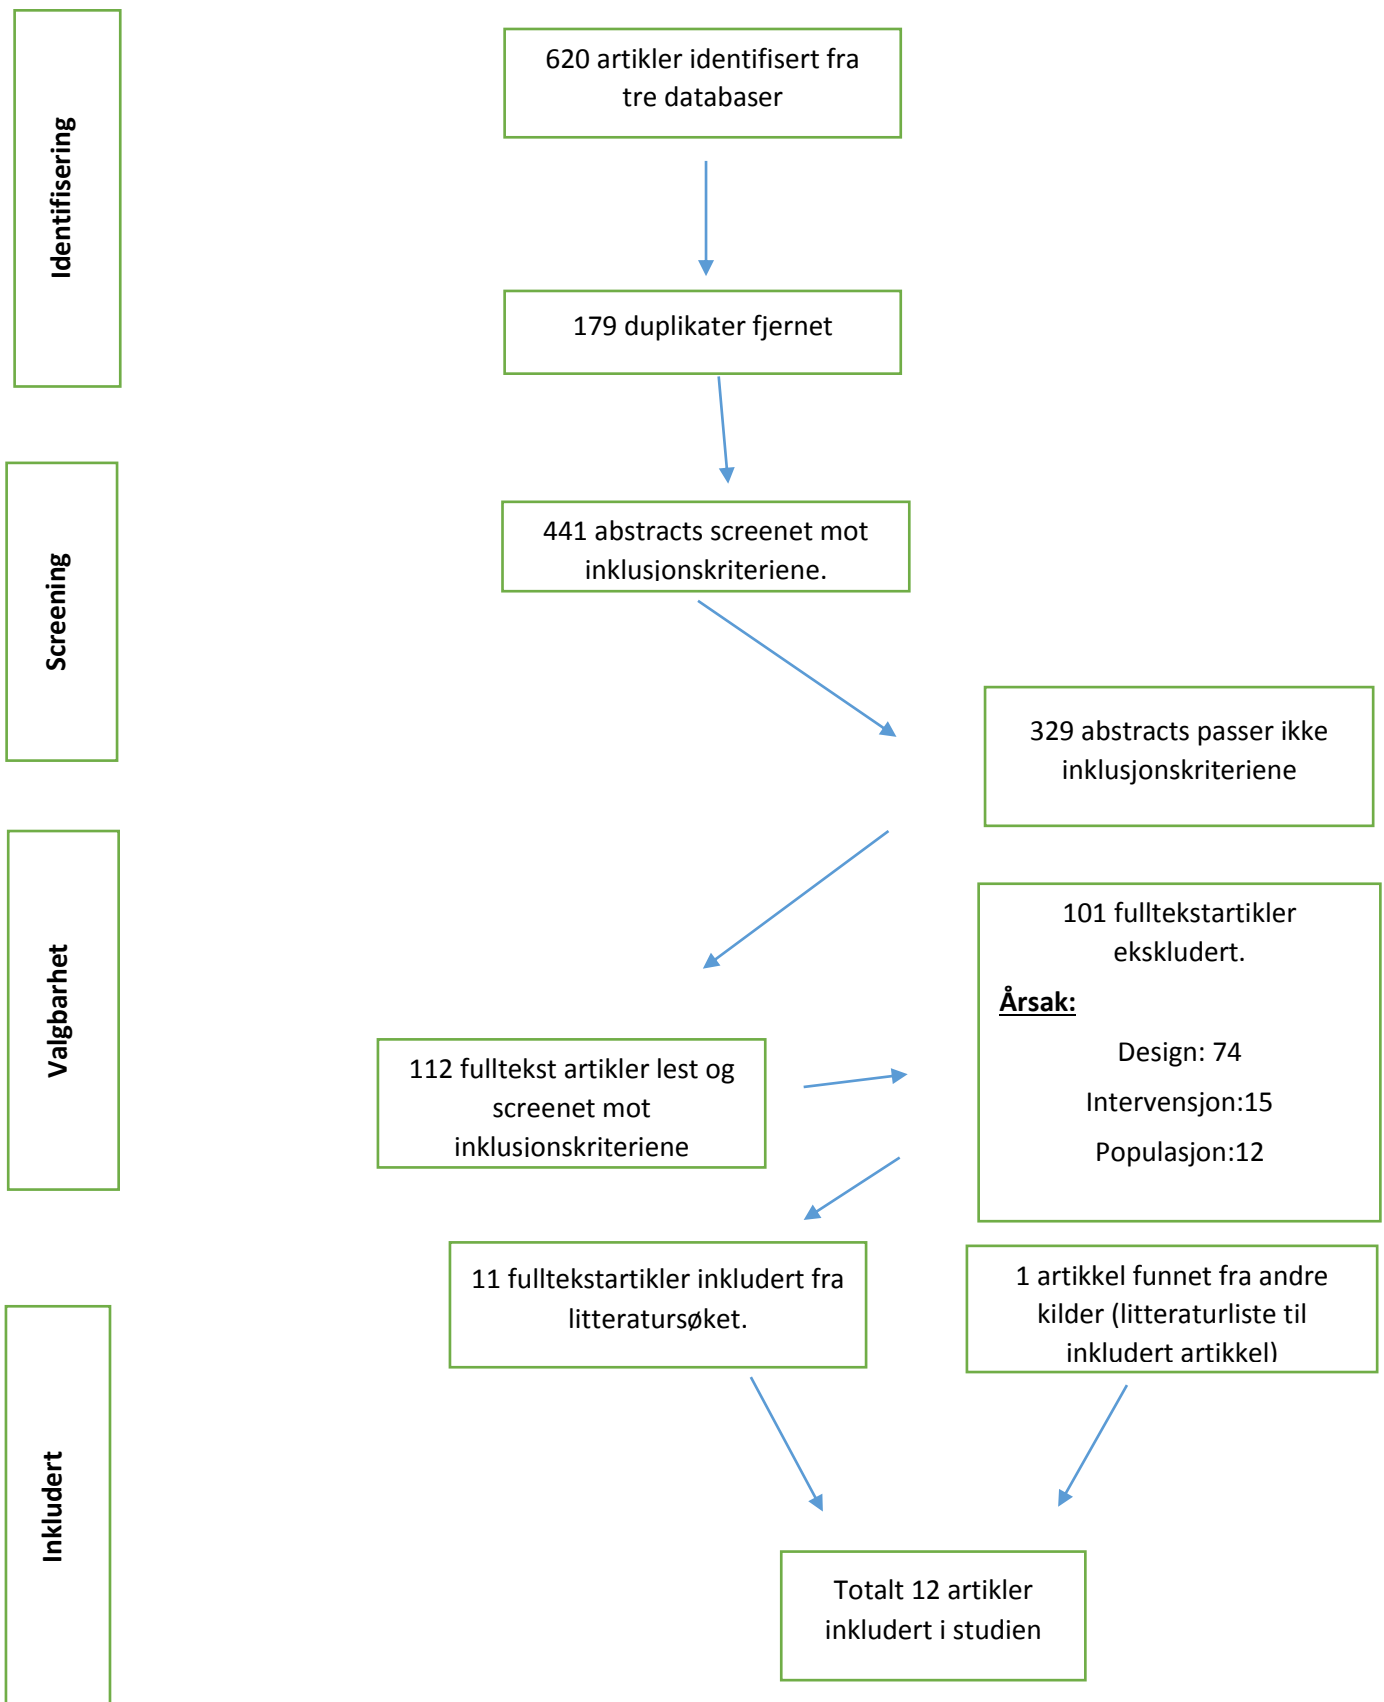 Identifisering
620 artikler identifisert fra
tre databaser
179 duplikater fjernet
Screening
441 abstracts screenet mot
inklusjonskriteriene.
329 abstracts passer ikke
inklusjonskriteriene
Valgbarhet
112 fulltekst artikler lest og
screenet mot
inklusjonskriteriene
101 fulltekstartikler
ekskludert.
Årsak:
Design: 74
Intervensjon:15
Populasjon:12
Inkludert
11 fulltekstartikler inkludert fra
litteratursøket.
1 artikkel funnet fra andre
kilder (litteraturliste til
inkludert artikkel)
Totalt 12 artikler
inkludert i studien